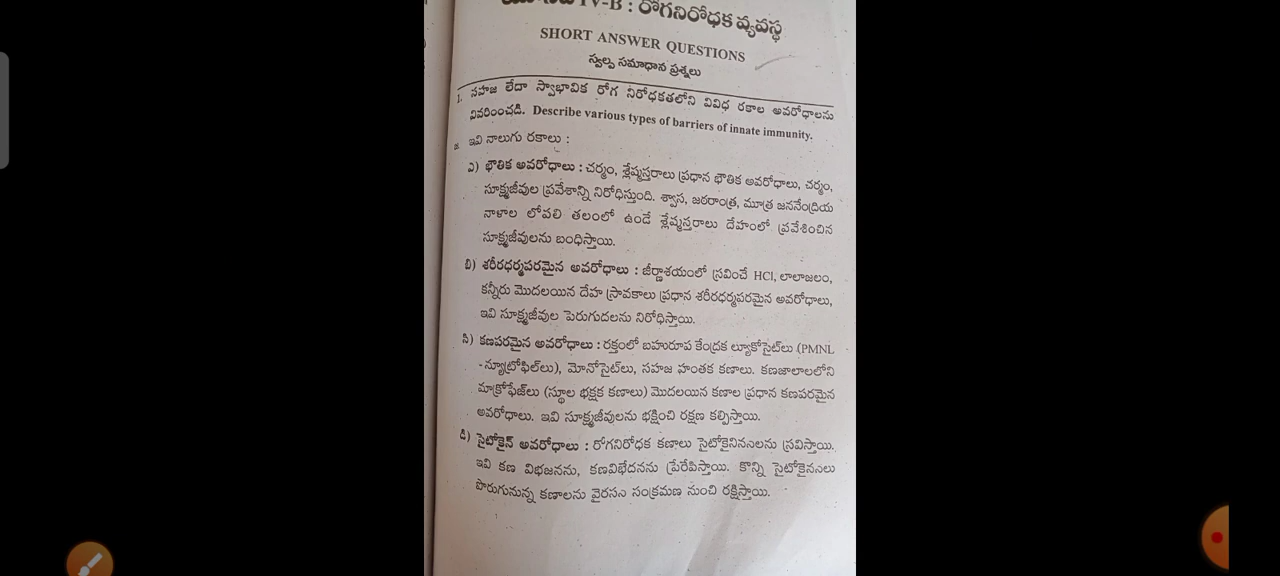 IV-B : రోగనిరోధక వ్యవస్థ
SHORT ANSWER QUESTIONS
స్వల్ప సమాధాన ప్రశ్నలు
1. సహజ లేదా స్వాభావిక రోగ నిరోధకతలోని వివిధ రకాల అవరోధాలను
వివరించండి. Describe various types of barriers of innate immunity.
జ. ఇవి నాలుగు రకాలు :
ఎ) భౌతిక అవరోధాలు : చర్మం, శ్లేష్మస్తరాలు ప్రధాన భౌతిక అవరోధాలు, చర్మం,
సూక్ష్మజీవుల ప్రవేశాన్ని నిరోధిస్తుంది. శ్వాస, జఠరాంత్ర, మూత్ర జననేంద్రియ
నాళాల లోపలి తలంలో ఉండే శ్లేష్మస్తరాలు దేహంలో ప్రవేశించిన
సూక్ష్మజీవులను బంధిస్తాయి.
బి) శరీరధర్మపరమైన అవరోధాలు : జీర్ణాశయంలో స్రవించే HCl, లాలాజలం,
కన్నీరు మొదలయిన దేహ స్రావకాలు ప్రధాన శరీరధర్మపరమైన అవరోధాలు,
ఇవి సూక్ష్మజీవుల పెరుగుదలను నిరోధిస్తాయి.
సి) కణపరమైన అవరోధాలు : రక్తంలో బహురూప కేంద్రక ల్యూకోసైట్‌లు (PMNL
-న్యూట్రోఫిల్‌లు), మోనోసైట్‌లు, సహజ హంతక కణాలు. కణజాలాలలోని
మాక్రోఫేజ్‌లు (స్థూల భక్షక కణాలు) మొదలయిన కణాల ప్రధాన కణపరమైన
అవరోధాలు. ఇవి సూక్ష్మజీవులను భక్షించి రక్షణ కల్పిస్తాయి.
డి) సైటోకైన్ అవరోధాలు : రోగనిరోధక కణాలు సైటోకైనిననలను స్రవిస్తాయి.
ఇవి కణ విభజనను, కణవిభేదనను ప్రేరేపిస్తాయి. కొన్ని సైటోకైననలు
పొరుగునున్న కణాలను వైరసన సంక్రమణ నుంచి రక్షిస్తాయి.